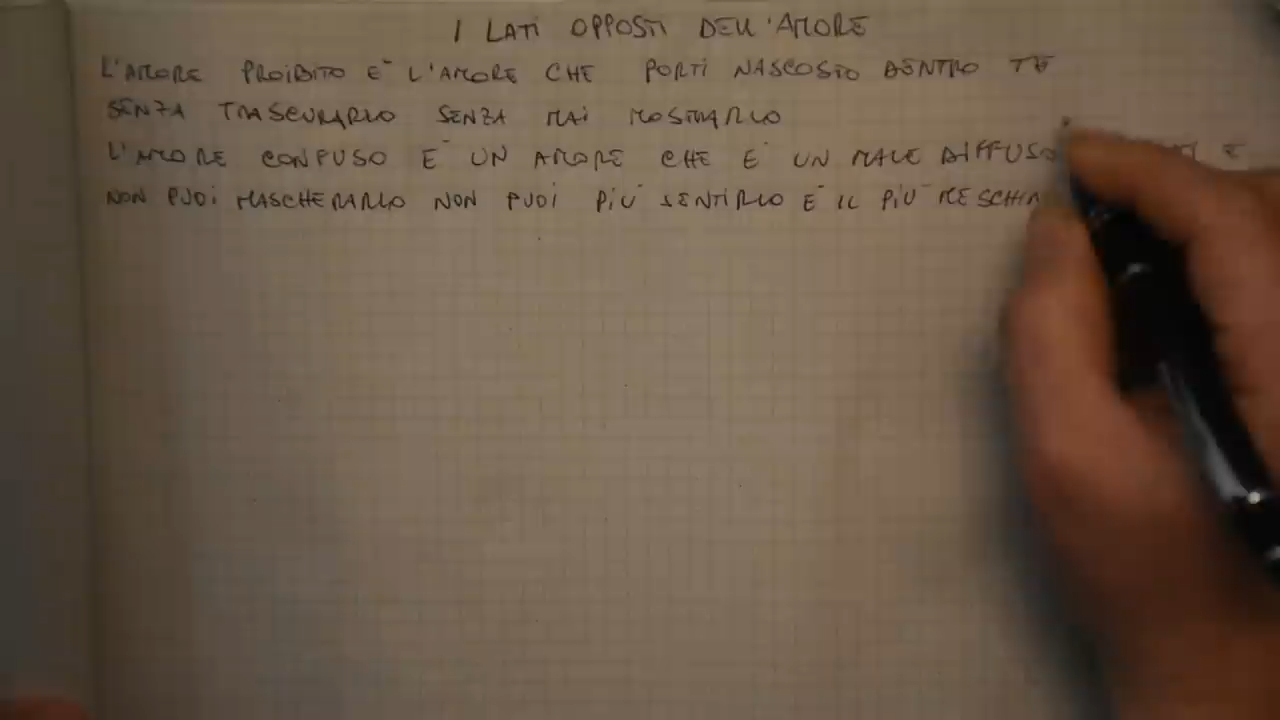 I LATI OPPOSTI DELL'AMORE
L'AMORE PROIBITO E' L'AMORE CHE PORTI NASCOSTO DENTRO TE
SENZA TRASCURARLO SENZA MAI MOSTRARLO
L'AMORE CONFUSO E' UN AMORE CHE E' UN MALE DIFFUSO E
NON PUOI MASCHERARLO NON PUOI PIU' SENTIRLO E' IL PIU'